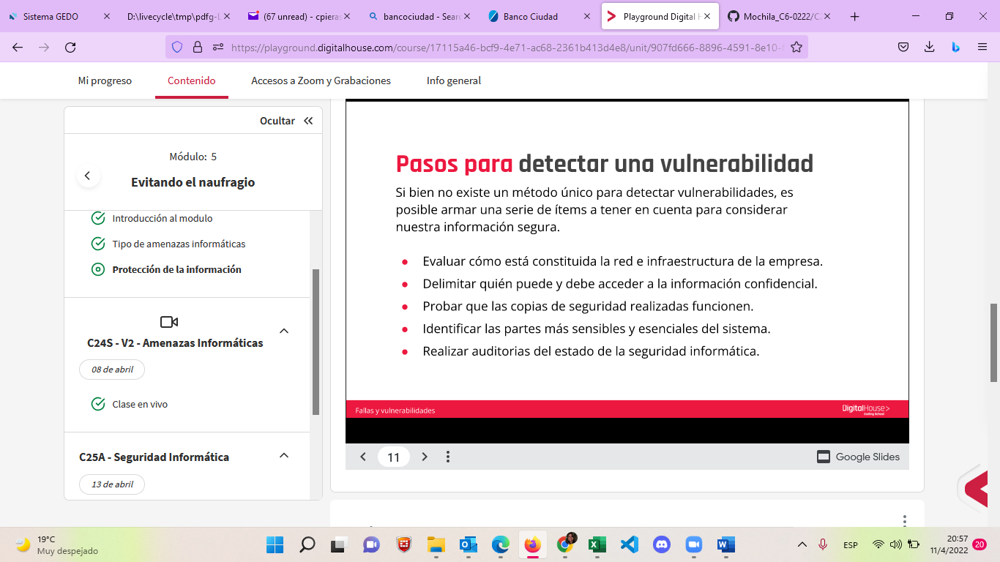 Sistema GEDO
D:\livecycle\tmp\pdfg-L
(67 unread) - cpieras
bancociudad - Sear
Banco Ciudad
Playground Digital H
Mochila_C6-0222/C2
https://playground.digitalhouse.com/course/17115a46-bcf9-4e71-ac68-2361b413d4e8/unit/907fd666-8896-4591-8e10-
Mi progreso
Contenido
Accesos a Zoom y Grabaciones
Info general
Ocultar
Módulo: 5
Evitando el naufragio
Introducción al modulo
Tipo de amenazas informáticas
Protección de la información
C24S - V2 - Amenazas Informáticas
08 de abril
Clase en vivo
C25A - Seguridad Informática
13 de abril
Pasos para detectar una vulnerabilidad
Si bien no existe un método único para detectar vulnerabilidades, es
posible armar una serie de ítems a tener en cuenta para considerar
nuestra información segura.
● Evaluar cómo está constituida la red e infraestructura de la empresa.
● Delimitar quién puede y debe acceder a la información confidencial.
● Probar que las copias de seguridad realizadas funcionen.
● Identificar las partes más sensibles y esenciales del sistema.
● Realizar auditorias del estado de la seguridad informática.
Fallas y vulnerabilidades
DigitalHouse>
Coding School
11
Google Slides
19°C
Muy despejado
ESP
20:57
11/4/2022
20